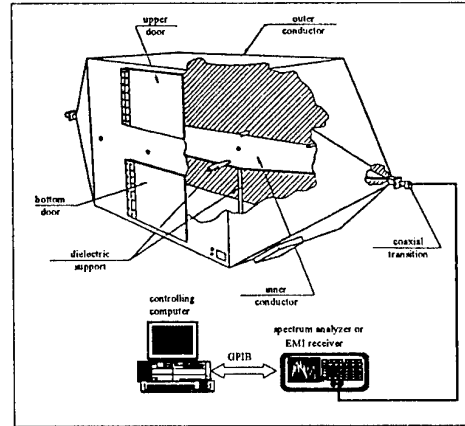 upper
door
outer
conductor
bottom
door
dielectric
support
inner
conductor
coaxial
transition
controlling
computer
GPIB
spectrum analyzer or
EMI receiver